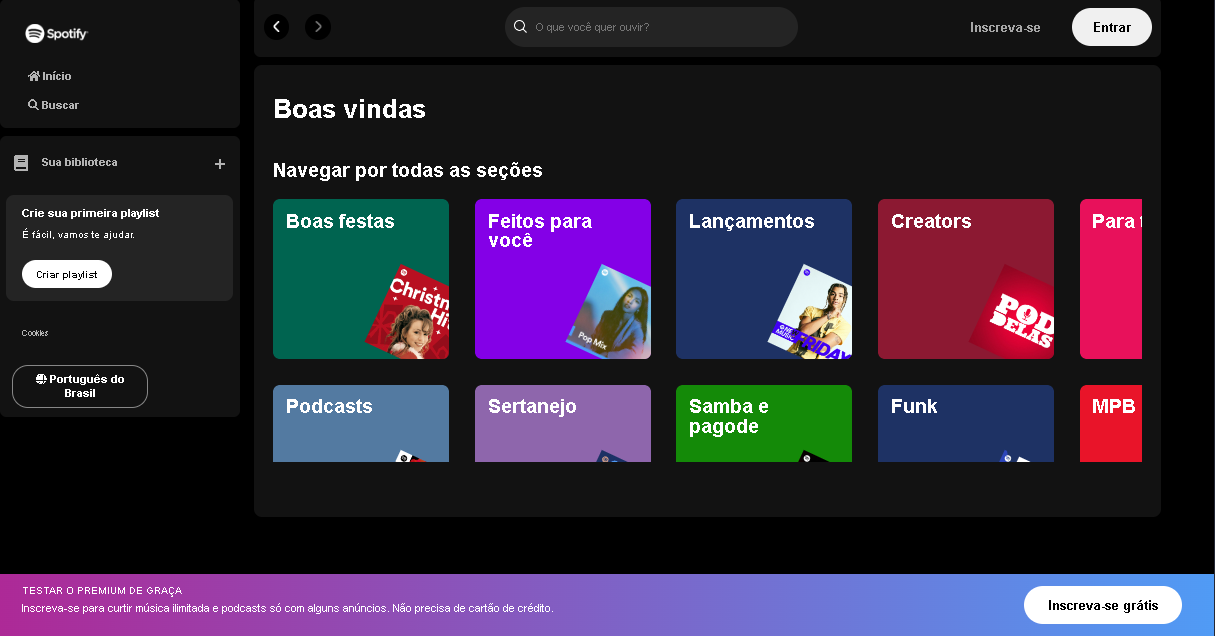 Spotify
Início
Buscar
Sua biblioteca
Crie sua primeira playlist
É fácil, vamos te ajudar.
Criar playlist
Cookies
Português do
Brasil
O que você quer ouvir?
Inscreva-se
Entrar
Boas vindas
Navegar por todas as seções
Boas festas
Christm
Hit
Feitos para
você
Pop Mix
Lançamentos
NE
MUSIC
FRIDAY
Creators
POD
DELAS
Para t
Podcasts
Sertanejo
Samba e
pagode
Funk
MPB
TESTAR O PREMIUM DE GRAÇA
Inscreva-se para curtir música ilimitada e podcasts só com alguns anúncios. Não precisa de cartão de crédito.
Inscreva-se grátis